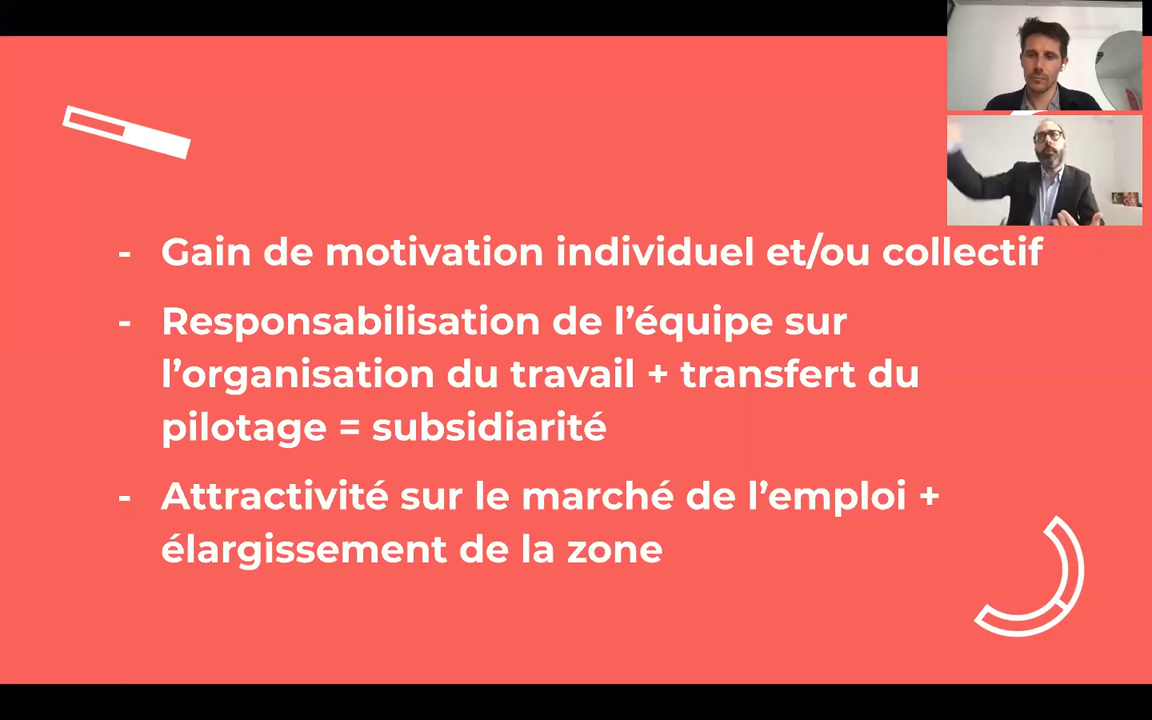 - Gain de motivation individuel et/ou collectif
- Responsabilisation de l’équipe sur
l’organisation du travail + transfert du
pilotage = subsidiarité
- Attractivité sur le marché de l’emploi +
élargissement de la zone